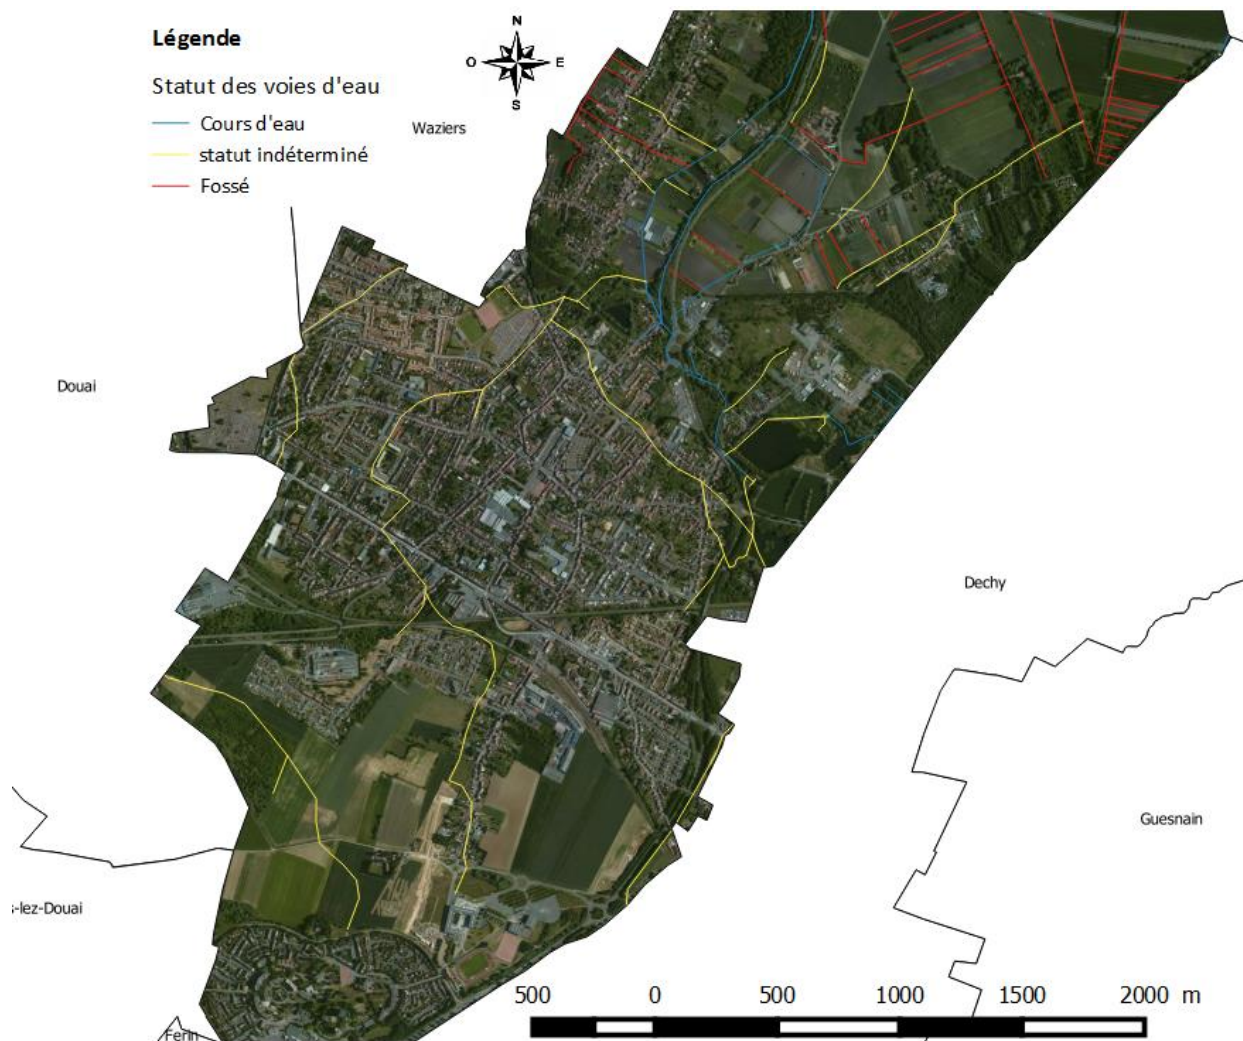 Légende
N
O E
S
Statut des voies d'eau
Cours d'eau
statut indéterminé
Fossé
Waziers
Douai
Dechy
Guesnain
s-lez-Douai
Férin
500 0 500 1000 1500 2000 m